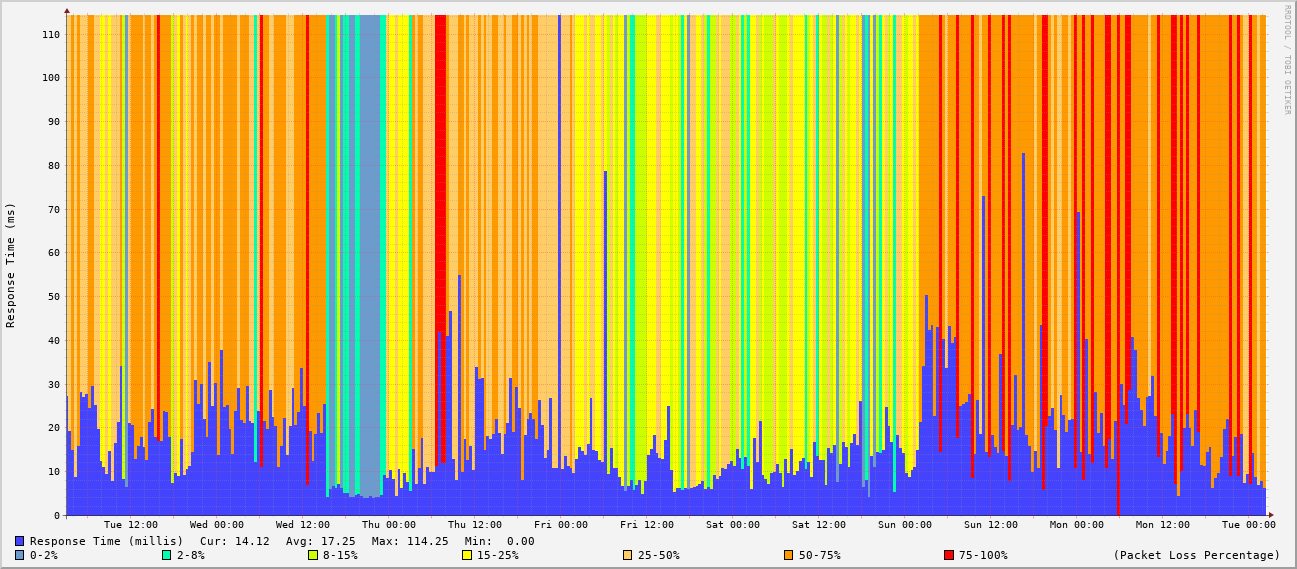 RRDTOOL / TOBI OETIKER
Response Time (ms)
110
100
90
80
70
60
50
40
30
20
10
0
Tue 12:00 Wed 00:00 Wed 12:00 Thu 00:00 Thu 12:00 Fri 00:00 Fri 12:00 Sat 00:00 Sat 12:00 Sun 00:00 Sun 12:00 Mon 00:00 Mon 12:00 Tue 00:00
Response Time (millis) Cur: 14.12 Avg: 17.25 Max: 114.25 Min: 0.00
0-2% 2-8% 8-15% 15-25% 25-50% 50-75% 75-100% (Packet Loss Percentage)